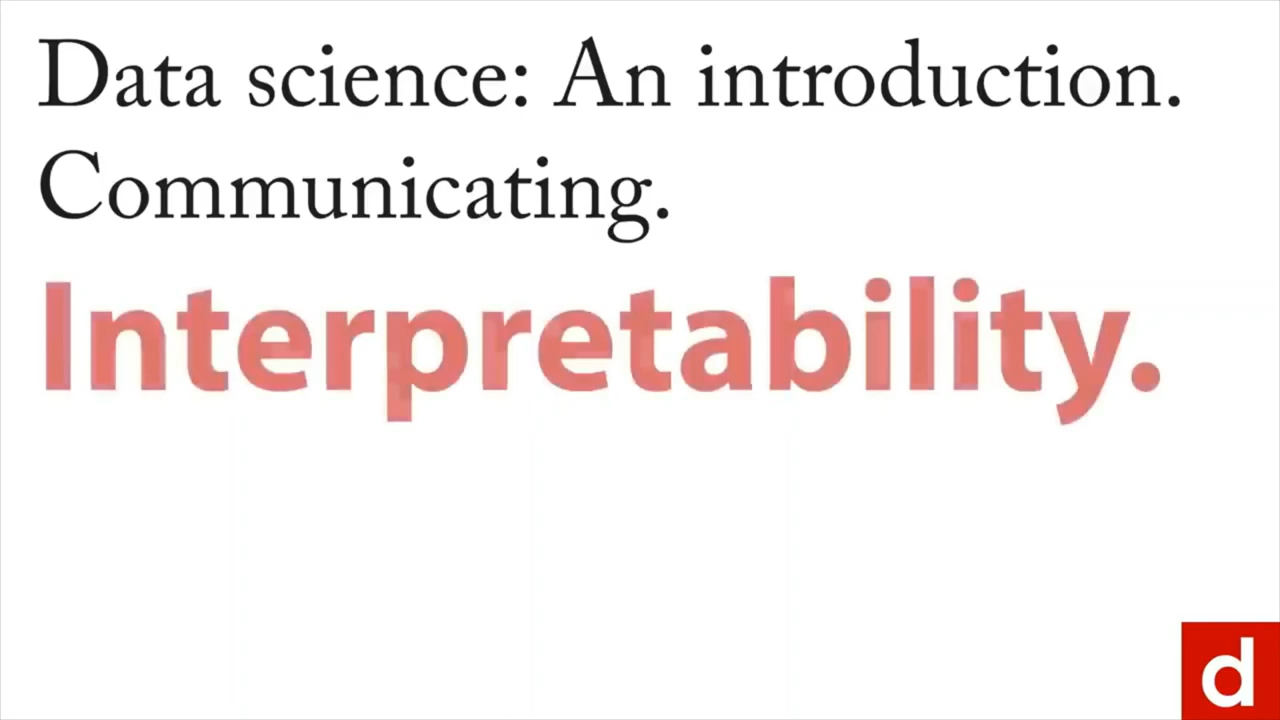 Data science: An introduction.
Communicating.
Interpretability.
d